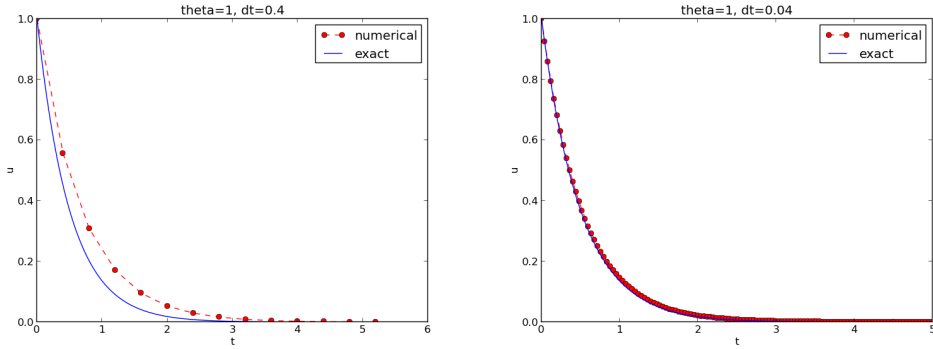 theta=1, dt=0.4
numerical
exact
u
1.0
0.8
0.6
0.4
0.2
0.0
0 1 2 3 4 5 6
t
theta=1, dt=0.04
numerical
exact
u
1.0
0.8
0.6
0.4
0.2
0.0
0 1 2 3 4 5
t